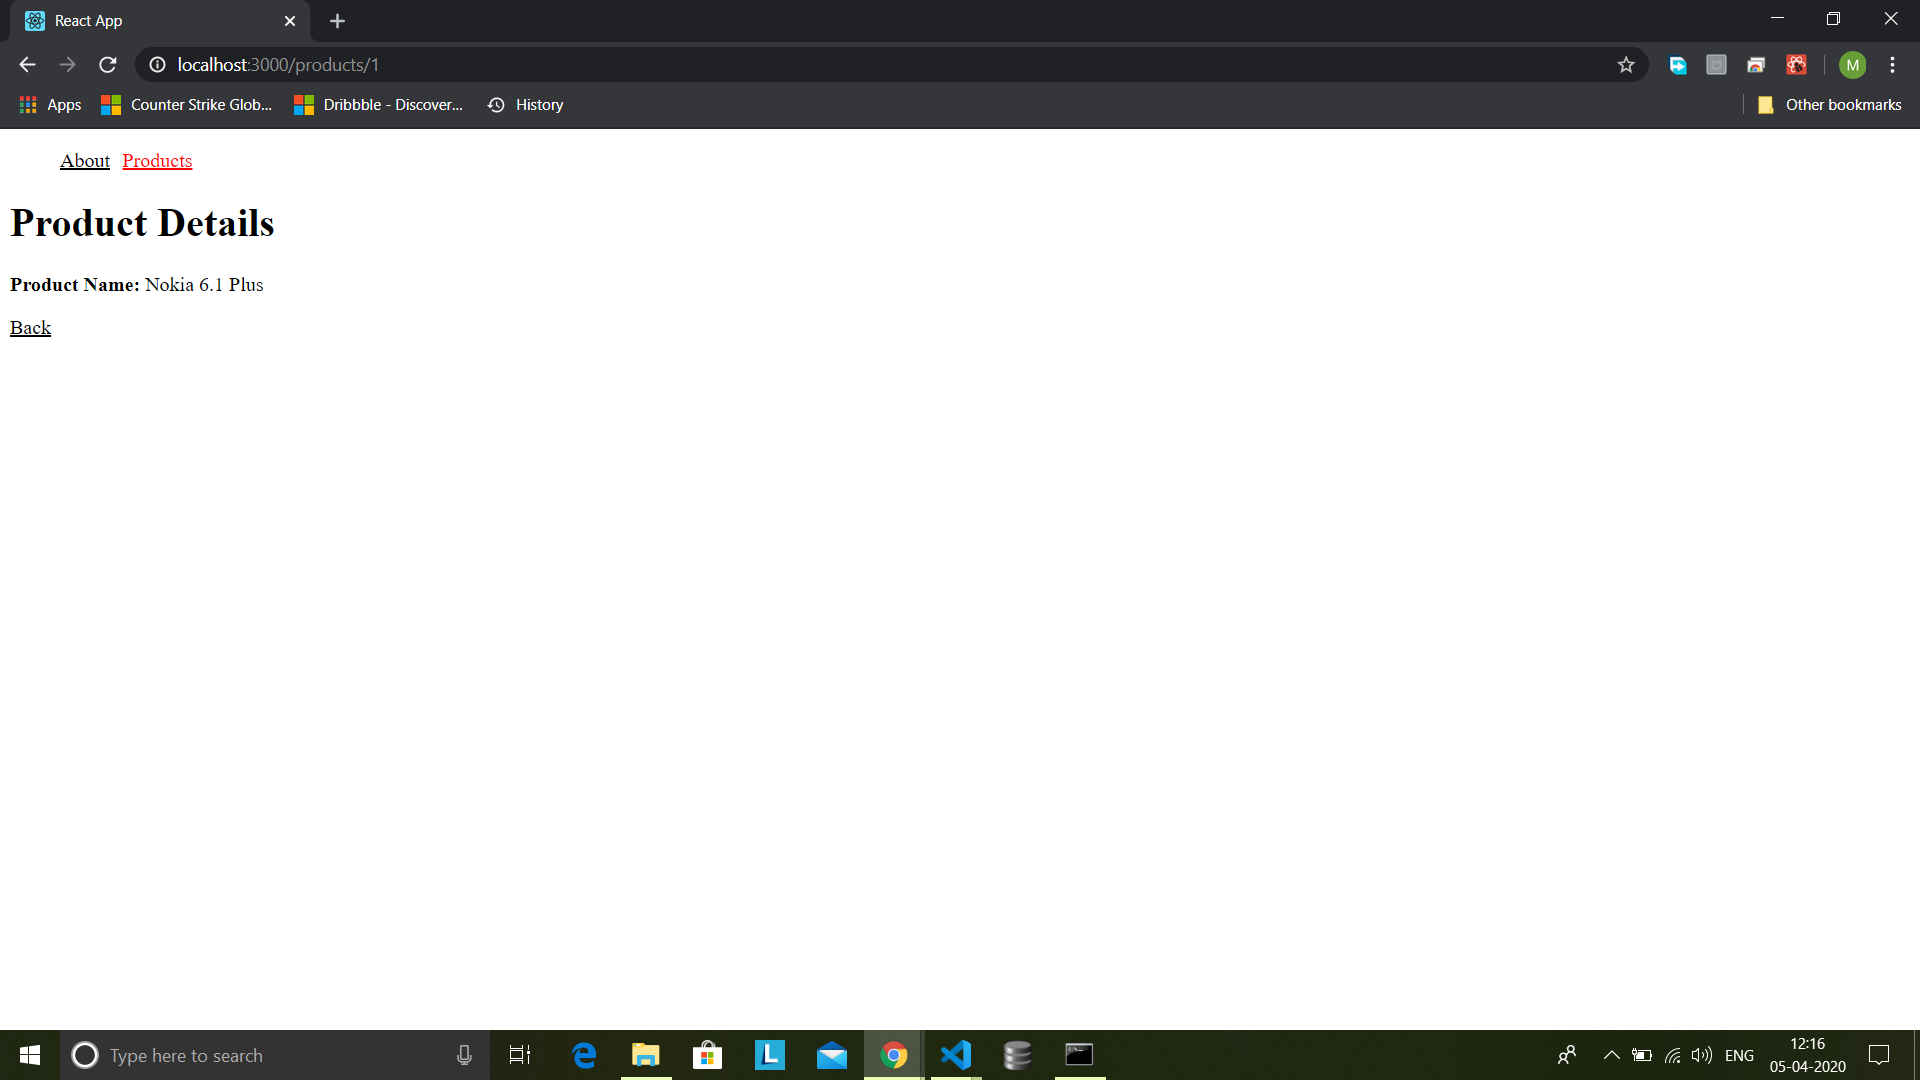 React App
localhost:3000/products/1
M
Apps Counter Strike Glob... Dribbble - Discover... History Other bookmarks
About Products
Product Details
Product Name: Nokia 6.1 Plus
Back
Type here to search
L
ENG
12:16
05-04-2020